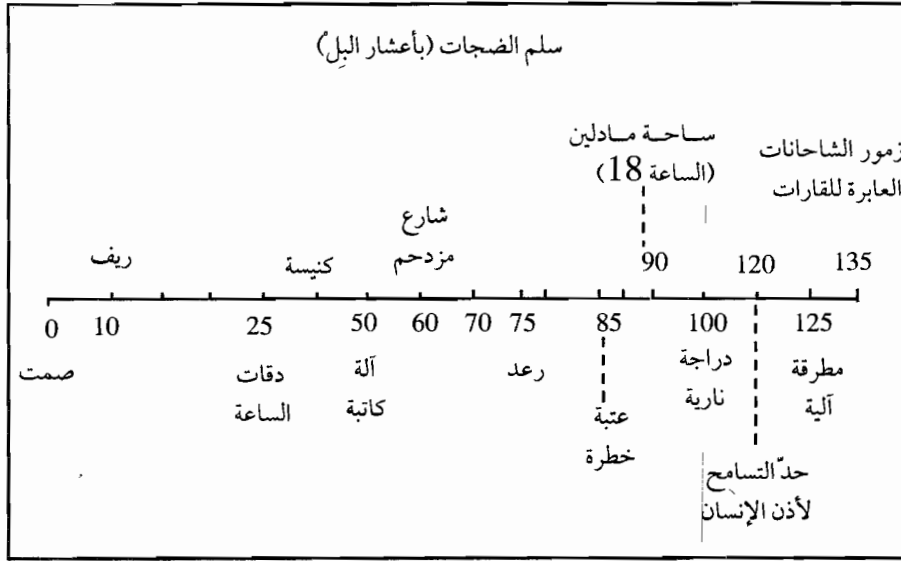 سلم الضجات (بأعشار البِلْ)
ساحة مادلين
(الساعة 18)
زمور الشاحانات
العابرة للقارات
شارع
مزدحم
ريف
كنيسة
90
120
135
0
10
25
50
60
70
75
85
100
125
صمت
دقات
الساعة
آلة
كاتبة
رعد
عتبة
خطرة
دراجة
نارية
مطرقة
آلية
حدّ التسامح
لأذن الإنسان